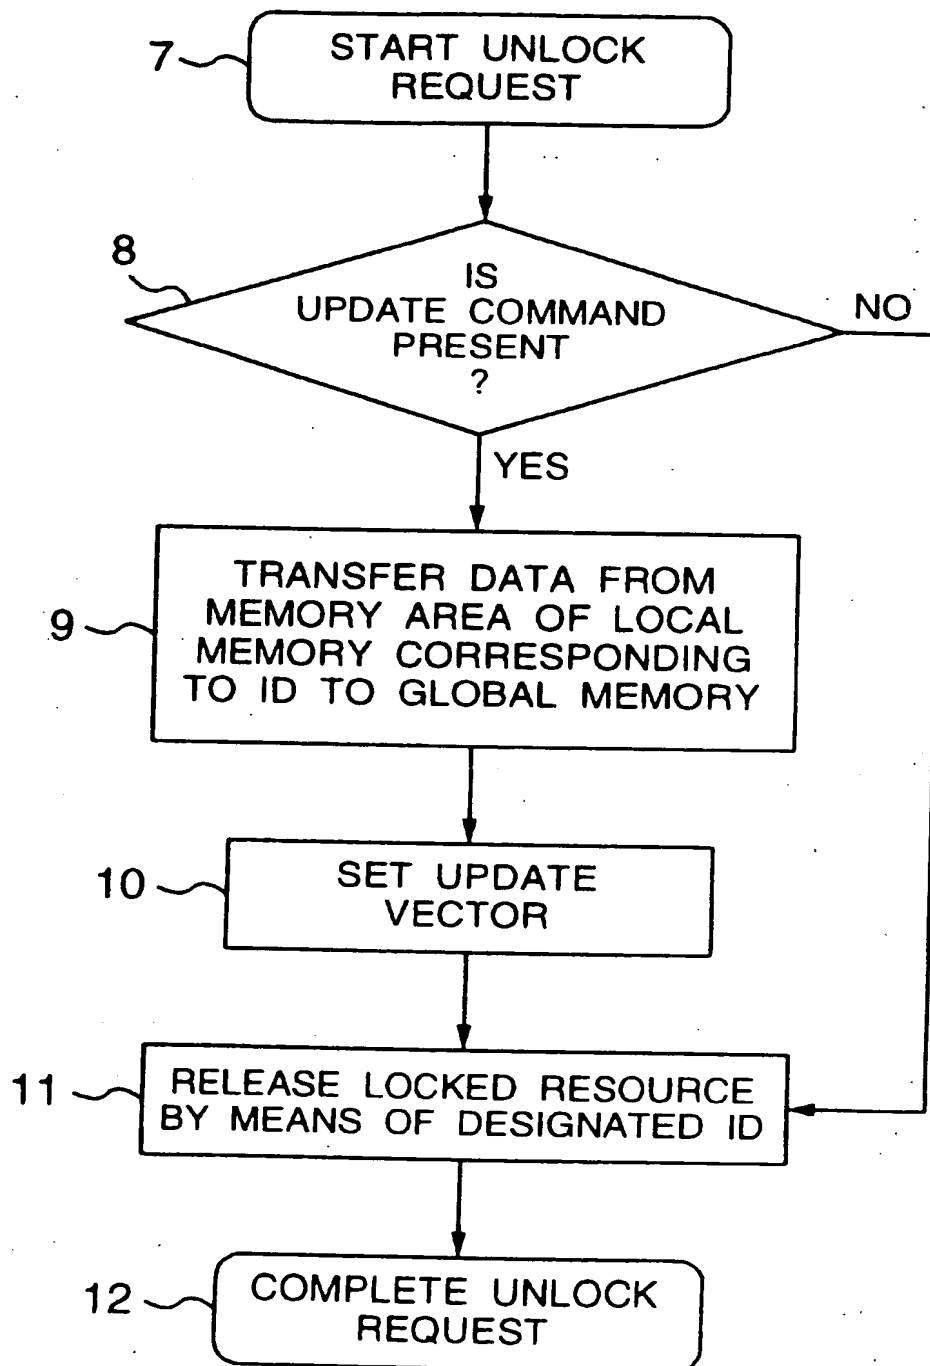 7
START UNLOCK
REQUEST
8
IS
UPDATE COMMAND
PRESENT
?
NO
YES
9
TRANSFER DATA FROM
MEMORY AREA OF LOCAL
MEMORY CORRESPONDING
TO ID TO GLOBAL MEMORY
10
SET UPDATE
VECTOR
11
RELEASE LOCKED RESOURCE
BY MEANS OF DESIGNATED ID
12
COMPLETE UNLOCK
REQUEST